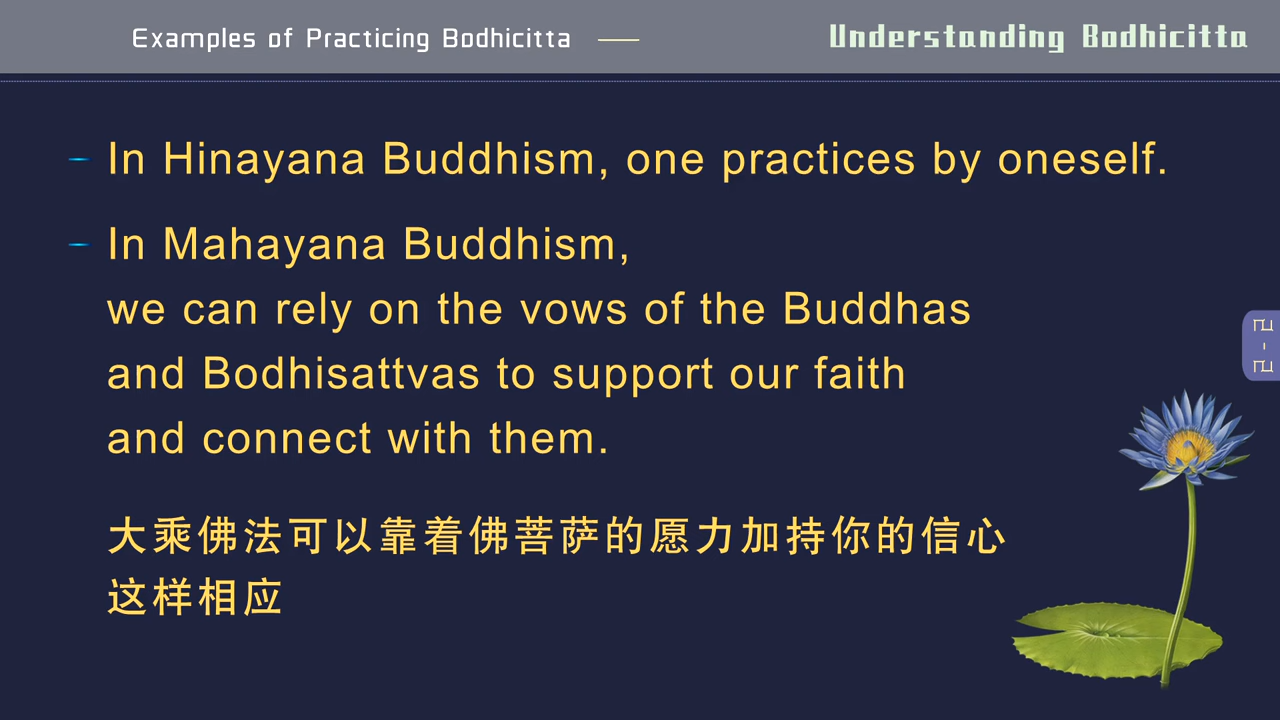 Examples of Practicing Bodhicitta
Understanding Bodhicitta
In Hinayana Buddhism, one practices by oneself.
In Mahayana Buddhism,
we can rely on the vows of the Buddhas
and Bodhisattvas to support our faith
and connect with them.
大乘佛法可以靠着佛菩萨的愿力加持你的信心
这样相应